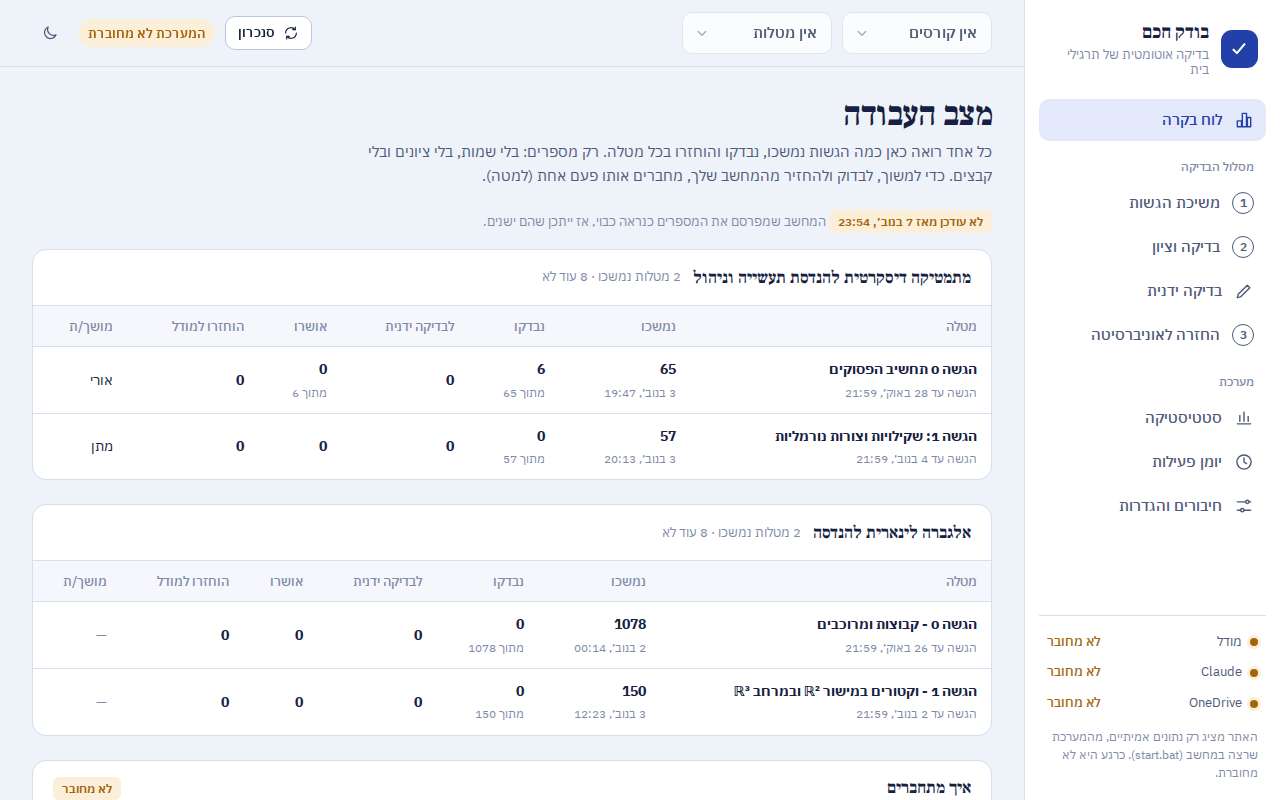 בודק חכם
בדיקה אוטומטית של תרגילי
בית
לוח בקרה
מסלול הבדיקה
1 משיכת הגשות
2 בדיקה וציון
בדיקה ידנית
3 החזרה לאוניברסיטה
מערכת
סטטיסטיקה
יומן פעילות
חיבורים והגדרות
מודל לא מחובר
Claude לא מחובר
OneDrive לא מחובר
האתר מציג רק נתונים אמיתיים, מהמערכת
שרצה במחשב (start.bat). כרגע היא לא
מחוברת.
אין קורסים אין מטלות סנכרון המערכת לא מחוברת
מצב העבודה
כל אחד רואה כאן כמה הגשות נמשכו, נבדקו והוחזרו בכל מטלה. רק מספרים: בלי שמות, בלי ציונים ובלי
קבצים. כדי למשוך, לבדוק ולהחזיר מהמחשב שלך, מחברים אותו פעם אחת (למטה).
לא עודכן מאז 7 בנוב׳, 23:54 המחשב שמפרסם את המספרים כנראה כבוי, אז ייתכן שהם ישנים.
מתמטיקה דיסקרטית להנדסת תעשייה וניהול 2 מטלות נמשכו · 8 עוד לא
מטלה נמשכו נבדקו לבדיקה ידנית אושרו הוחזרו למודל מושך/ת
הגשה 0 תחשיב הפסוקים 65 6 0 0 0 אורי
הגשה עד 28 באוק׳, 21:59 3 בנוב׳, 19:47 מתוך 65 מתוך 6
הגשה 1: שקילויות וצורות נורמליות 57 0 0 0 0 מתן
הגשה עד 4 בנוב׳, 21:59 3 בנוב׳, 20:13 מתוך 57
אלגברה לינארית להנדסה 2 מטלות נמשכו · 8 עוד לא
מטלה נמשכו נבדקו לבדיקה ידנית אושרו הוחזרו למודל מושך/ת
הגשה 0 - קבוצות ומרוכבים 1078 0 0 0 0 —
הגשה עד 26 באוק׳, 21:59 2 בנוב׳, 00:14 מתוך 1078
הגשה 1 - וקטורים במישור ℝ² ובמרחב ℝ³ 150 0 0 0 0 —
הגשה עד 2 בנוב׳, 21:59 3 בנוב׳, 12:23 מתוך 150
איך מתחברים לא מחובר